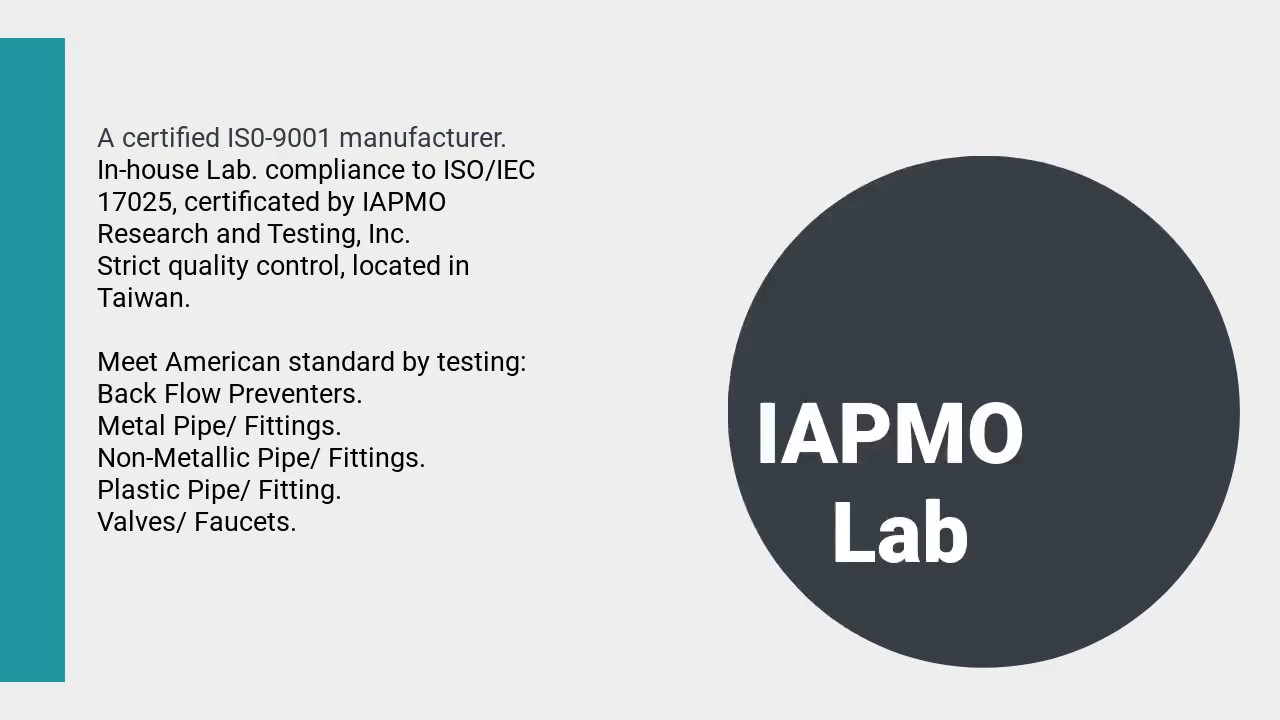 A certified IS0-9001 manufacturer.
In-house Lab. compliance to ISO/IEC
17025, certificated by IAPMO
Research and Testing, Inc.
Strict quality control, located in
Taiwan.
Meet American standard by testing:
Back Flow Preventers.
Metal Pipe/ Fittings.
Non-Metallic Pipe/ Fittings.
Plastic Pipe/ Fitting.
Valves/ Faucets.
IAPMO
Lab